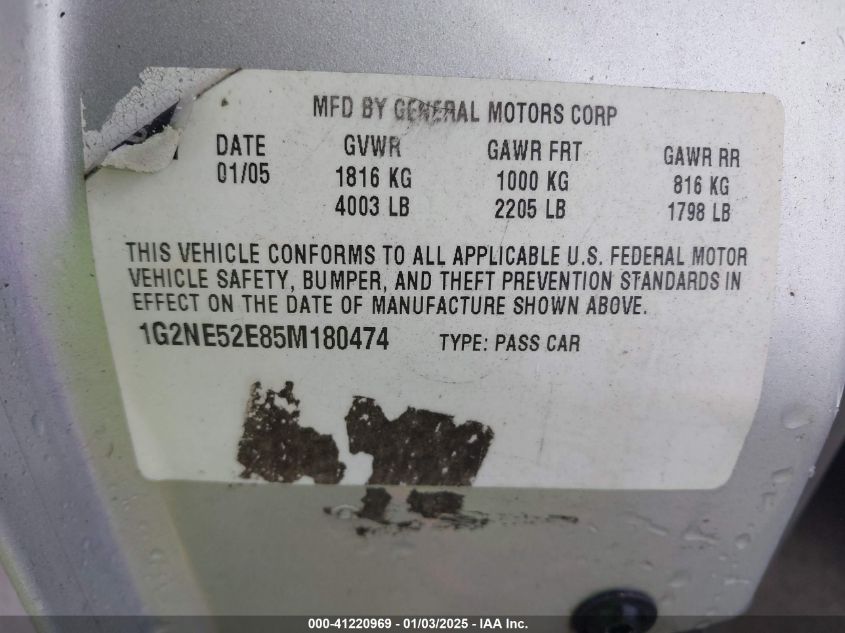 MFD BY GENERAL MOTORS CORP
DATE GVWR GAWR FRT GAWR RR
01/05 1816 KG 1000 KG 816 KG
4003 LB 2205 LB 1798 LB
THIS VEHICLE CONFORMS TO ALL APPLICABLE U.S. FEDERAL MOTOR
VEHICLE SAFETY, BUMPER, AND THEFT PREVENTION STANDARDS IN
EFFECT ON THE DATE OF MANUFACTURE SHOWN ABOVE.
1G2NE52E85M180474 TYPE: PASS CAR
000-41220969 - 01/03/2025 - IAA Inc.